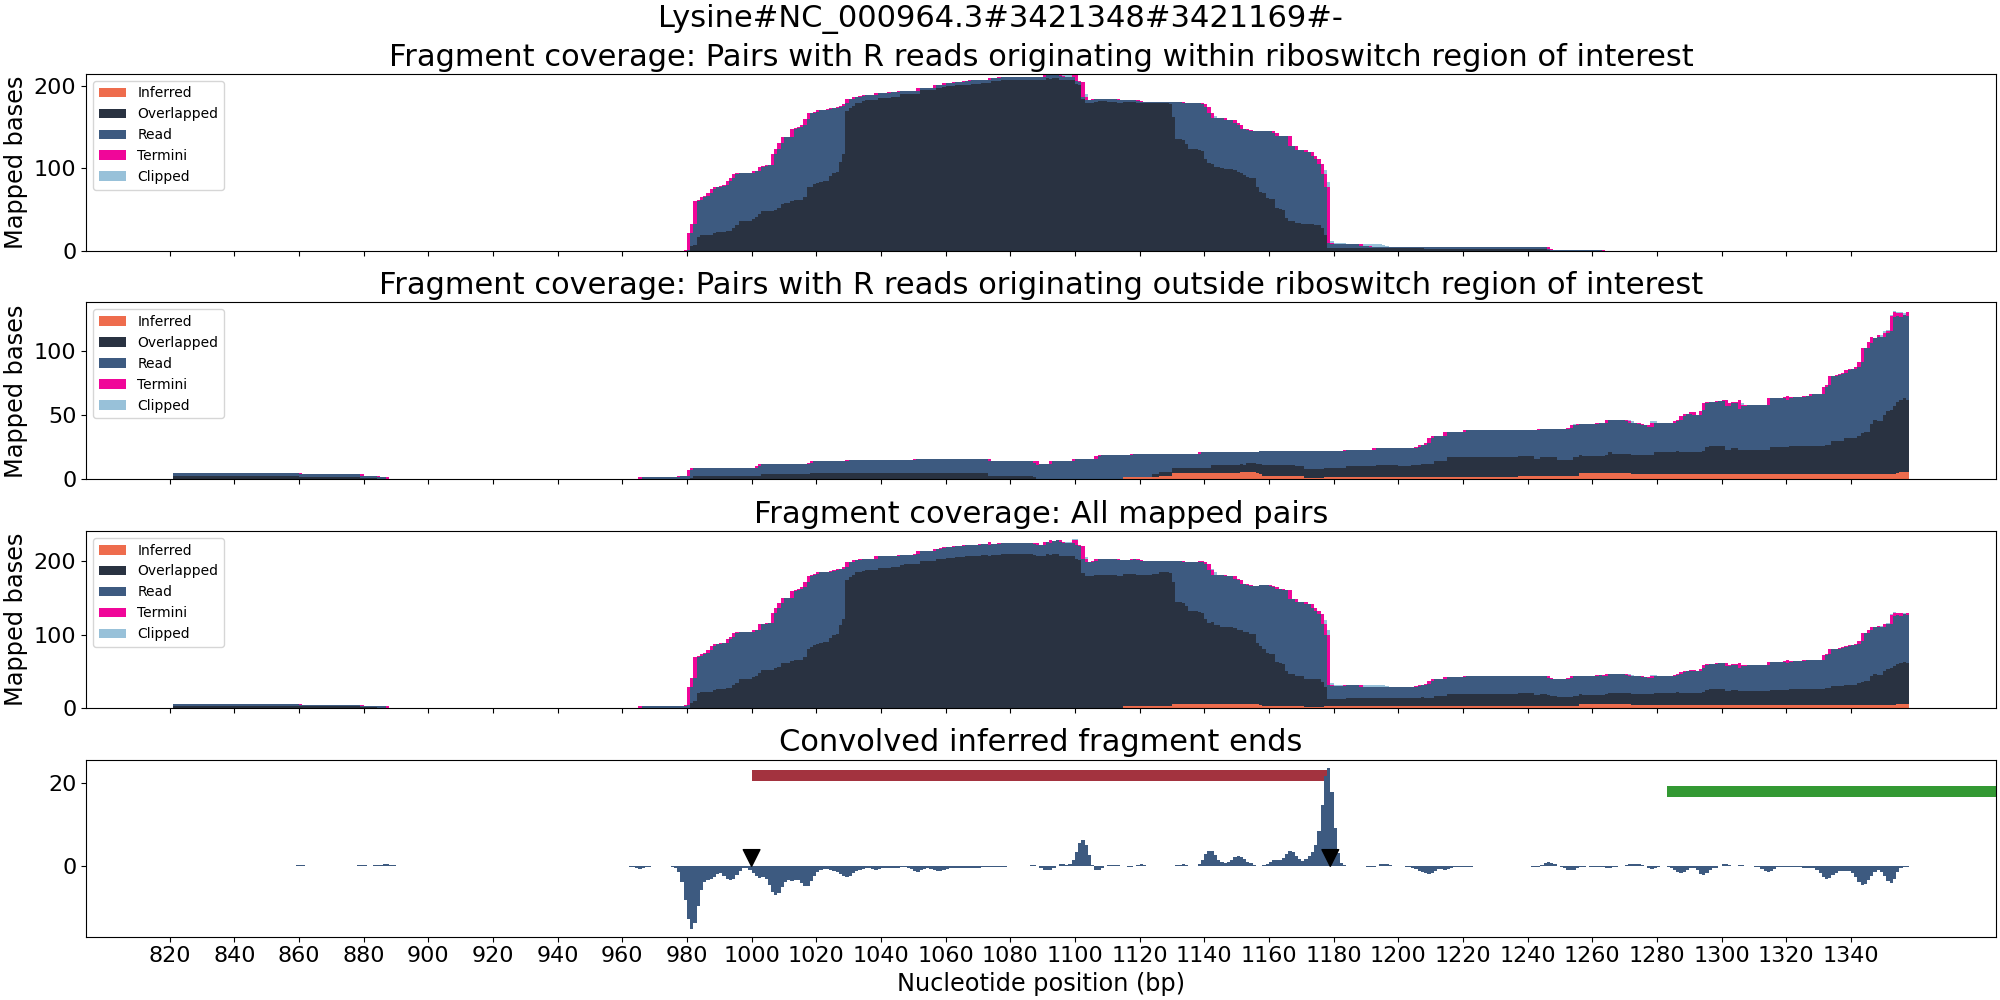 Lysine#NC_000964.3#3421348#3421169#-
Fragment coverage: Pairs with R reads originating within riboswitch region of interest
Mapped bases
200
100
0
Inferred
Overlapped
Read
Termini
Clipped
Fragment coverage: Pairs with R reads originating outside riboswitch region of interest
Mapped bases
100
50
0
Inferred
Overlapped
Read
Termini
Clipped
Fragment coverage: All mapped pairs
Mapped bases
200
100
0
Inferred
Overlapped
Read
Termini
Clipped
Convolved inferred fragment ends
20
0
820 840 860 880 900 920 940 960 980 1000 1020 1040 1060 1080 1100 1120 1140 1160 1180 1200 1220 1240 1260 1280 1300 1320 1340
Nucleotide position (bp)